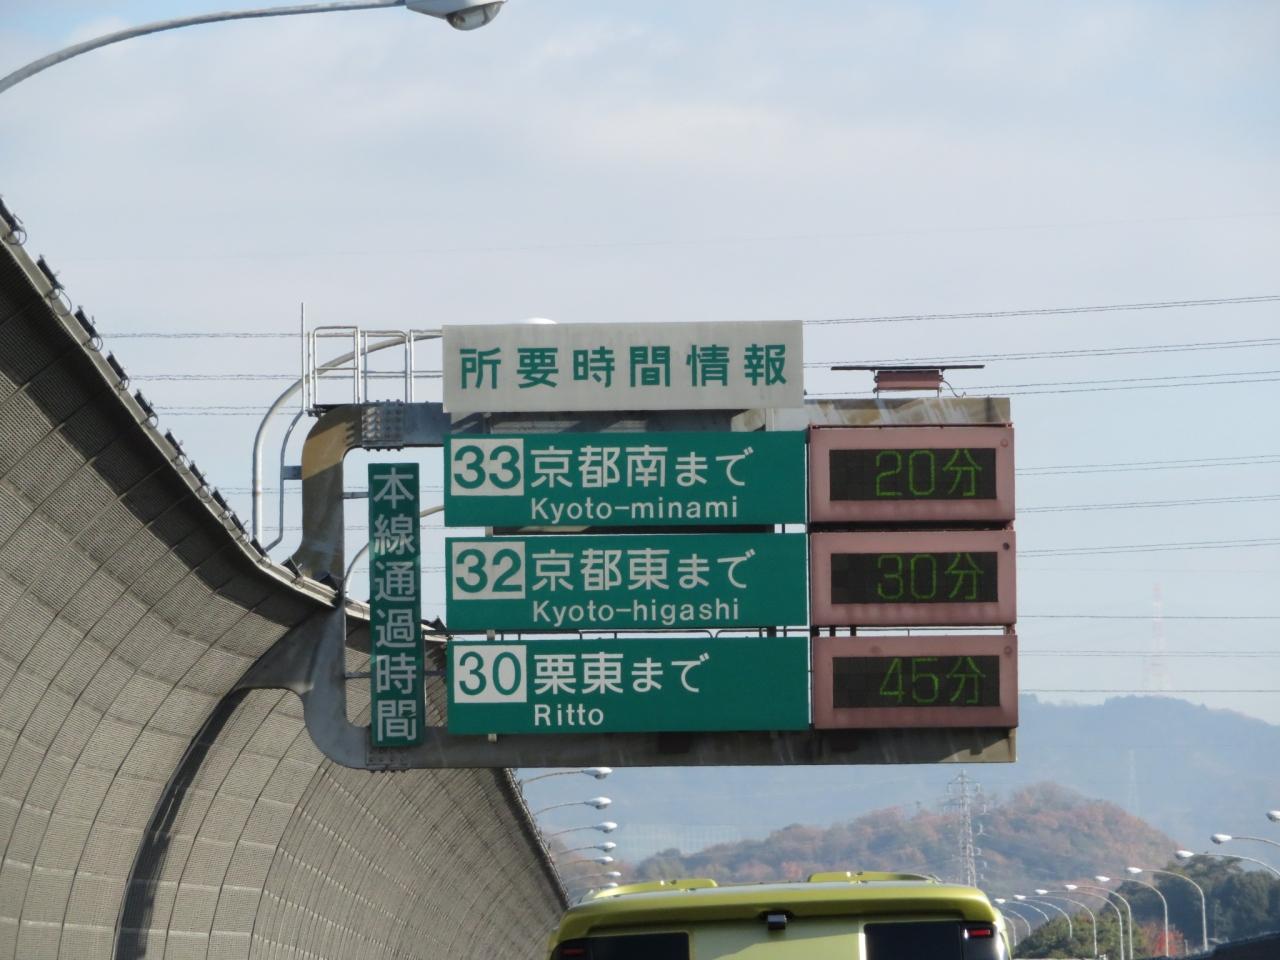 所要時間情報
本線通過時間
33 京都南まで 20分
Kyoto-minami
32 京都東まで 30分
Kyoto-higashi
30 栗東まで 45分
Ritto